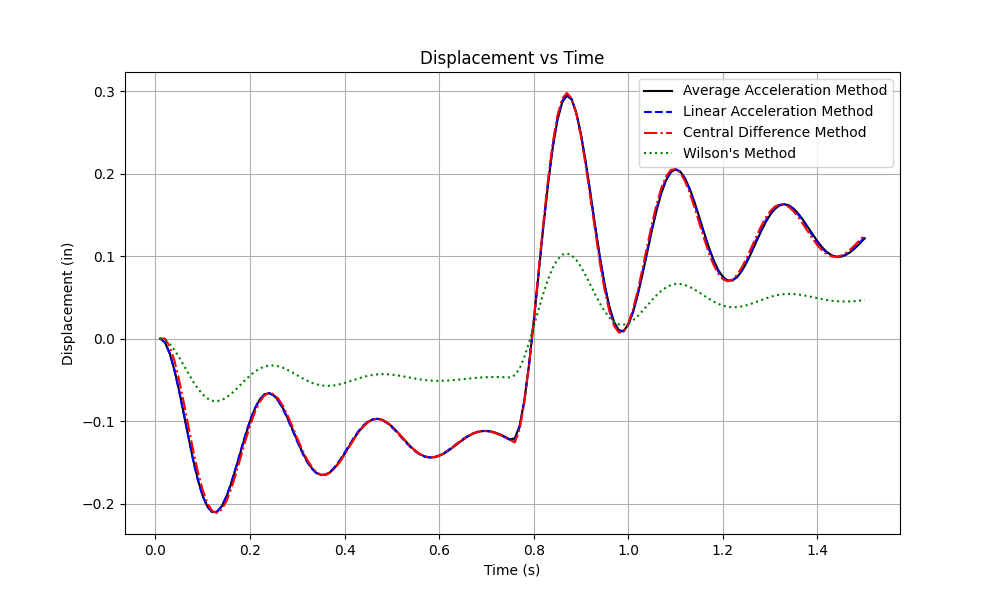 Displacement vs Time
Average Acceleration Method
Linear Acceleration Method
Central Difference Method
Wilson's Method
Displacement (in)
0.3
0.2
0.1
0.0
−0.1
−0.2
0.0 0.2 0.4 0.6 0.8 1.0 1.2 1.4
Time (s)